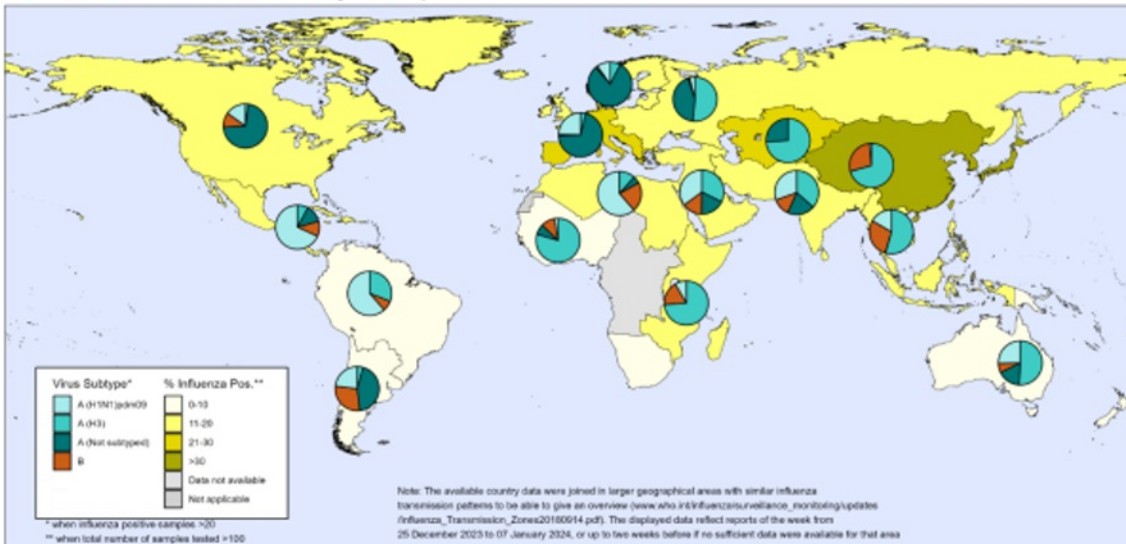 Virus Subtype*
% Influenza Pos.**
A (H1N1)pdm09
A (H3)
A (Not subtyped)
B
0-10
11-20
21-30
>30
Data not available
Not applicable
* when influenza positive samples >20
** when total number of samples tested >100
Note: The available country data were joined in larger geographical areas with similar influenza
transmission patterns to be able to give an overview (www.who.int/influenza/surveillance_monitoring/updates
/Influenza_Transmission_Zones20180914.pdf). The displayed data reflect reports of the week from
25 December 2023 to 07 January 2024, or up to two weeks before if no sufficient data were available for that area